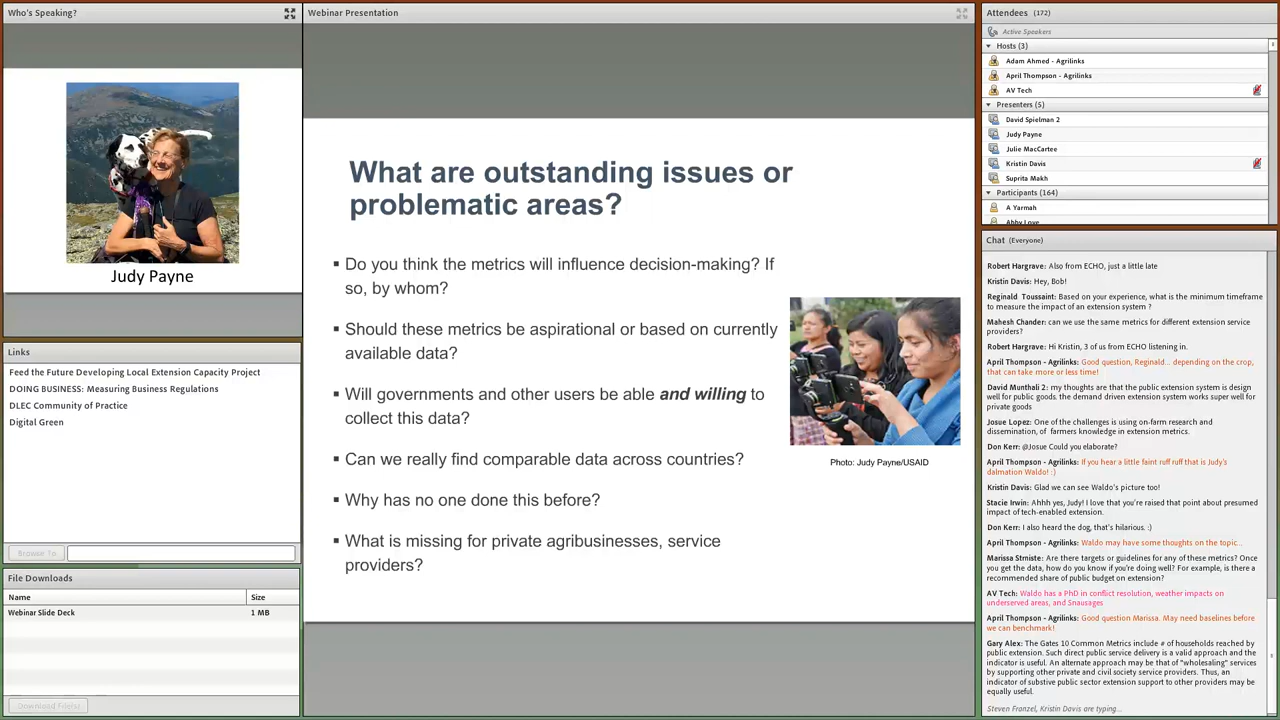 Who's Speaking?
Judy Payne
Links
Feed the Future Developing Local Extension Capacity Project
DOING BUSINESS: Measuring Business Regulations
DLEC Community of Practice
Digital Green
Browse To
File Downloads
Name Size
Webinar Slide Deck 1 MB
Download File(s)
Webinar Presentation
What are outstanding issues or
problematic areas?
▪ Do you think the metrics will influence decision-making? If
so, by whom?
▪ Should these metrics be aspirational or based on currently
available data?
▪ Will governments and other users be able and willing to
collect this data?
▪ Can we really find comparable data across countries?
▪ Why has no one done this before?
▪ What is missing for private agribusinesses, service
providers?
Photo: Judy Payne/USAID
Attendees (172)
Active Speakers
Hosts (3)
Adam Ahmed - Agrilinks
April Thompson - Agrilinks
AV Tech
Presenters (5)
David Spielman 2
Judy Payne
Julie MacCartee
Kristin Davis
Suprita Makh
Participants (164)
A Yarmah
Abby Love
Chat (Everyone)
Robert Hargrave: Also from ECHO, just a little late
Kristin Davis: Hey, Bob!
Reginald Toussaint: Based on your experience, what is the minimum timeframe
to measure the impact of an extension system ?
Mahesh Chander: can we use the same metrics for different extension service
providers?
Robert Hargrave: Hi Kristin, 3 of us from ECHO listening in.
April Thompson - Agrilinks: Good question, Reginald... depending on the crop,
that can take more or less time!
David Munthali 2: my thoughts are that the public extension system is design
well for public goods. the demand driven extension system works super well for
private goods
Josue Lopez: One of the challenges is using on-farm research and
dissemination, of farmers knowledge in extension metrics.
Don Kerr: @Josue Could you elaborate?
April Thompson - Agrilinks: If you hear a little faint ruff ruff that is Judy's
dalmation Waldo! :)
Kristin Davis: Glad we can see Waldo's picture too!
Stacie Irwin: Ahhh yes, Judy! I love that you're raised that point about presumed
impact of tech-enabled extension.
Don Kerr: I also heard the dog, that's hilarious. :)
April Thompson - Agrilinks: Waldo may have some thoughts on the topic...
Marissa Strniste: Are there targets or guidelines for any of these metrics? Once
you get the data, how do you know if you're doing well? For example, is there a
recommended share of public budget on extension?
AV Tech: Waldo has a PhD in conflict resolution, weather impacts on
underserved areas, and Snausages
April Thompson - Agrilinks: Good question Marissa. May need baselines before
we can benchmark!
Gary Alex: The Gates 10 Common Metrics include # of households reached by
public extension. Such direct public service delivery is a valid approach and the
indicator is useful. An alternate approach may be that of "wholesaling" services
by supporting other private and civil society service providers. Thus, an
indicator of substive public sector extension support to other providers may be
equally useful.
Steven Franzel, Kristin Davis are typing...